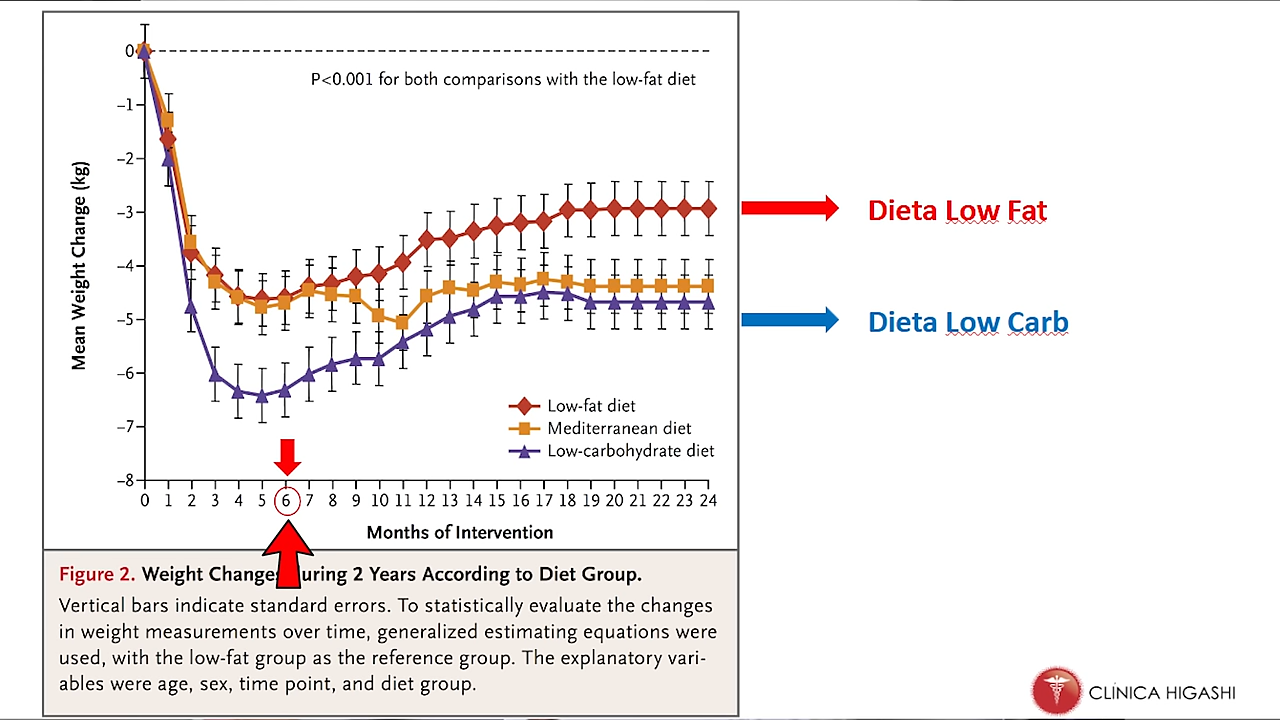 0
P<0.001 for both comparisons with the low-fat diet
–1
–2
–3
–4
–5
–6
–7
–8
Mean Weight Change (kg)
Low-fat diet
Mediterranean diet
Low-carbohydrate diet
0 1 2 3 4 5 6 7 8 9 10 11 12 13 14 15 16 17 18 19 20 21 22 23 24
Months of Intervention
Dieta Low Fat
Dieta Low Carb
Figure 2. Weight Changes uring 2 Years According to Diet Group.
Vertical bars indicate standard errors. To statistically evaluate the changes
in weight measurements over time, generalized estimating equations were
used, with the low-fat group as the reference group. The explanatory vari-
ables were age, sex, time point, and diet group.
CLÍNICA HIGASHI